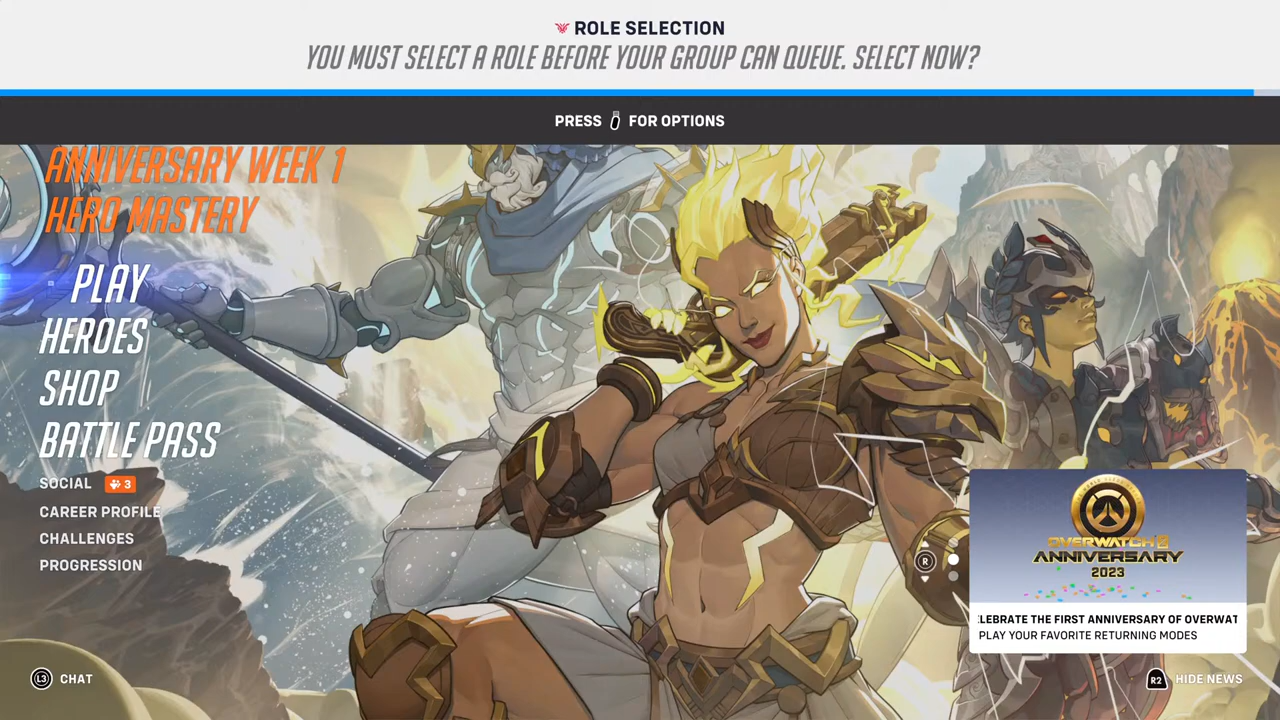 ROLE SELECTION
YOU MUST SELECT A ROLE BEFORE YOUR GROUP CAN QUEUE. SELECT NOW?
PRESS FOR OPTIONS
ANNIVERSARY WEEK 1
HERO MASTERY
PLAY
HEROES
SHOP
BATTLE PASS
SOCIAL 3
CAREER PROFILE
CHALLENGES
PROGRESSION
R
OVERWATCH 2
ANNIVERSARY
2023
LEBRATE THE FIRST ANNIVERSARY OF OVERWAT
PLAY YOUR FAVORITE RETURNING MODES
L3 CHAT
R2 HIDE NEWS